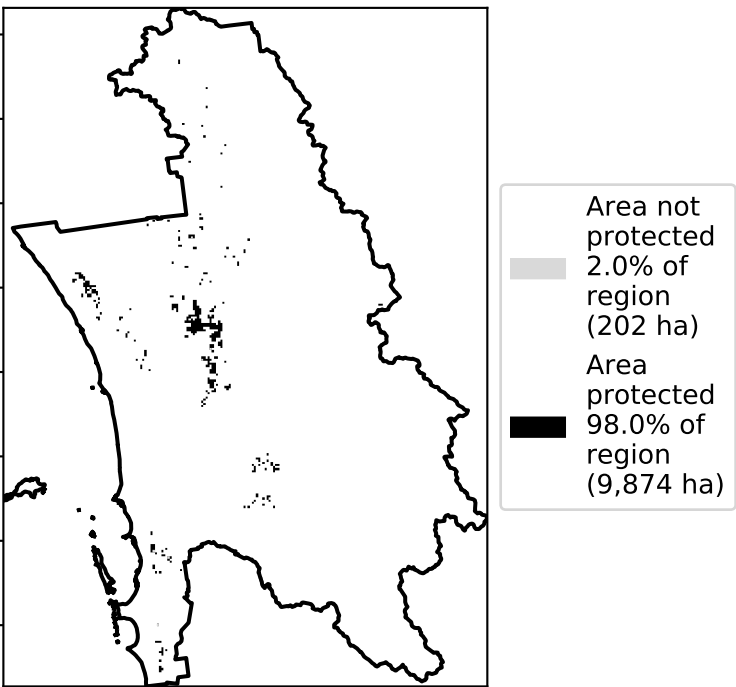 Area not
protected
2.0% of
region
(202 ha)
Area
protected
98.0% of
region
(9,874 ha)